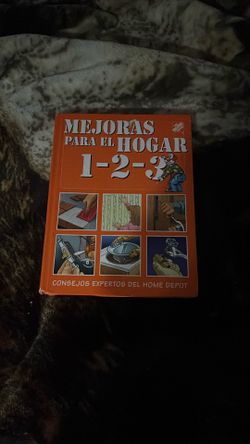 MEJORAS
PARA EL HOGAR
1-2-3
CONSEJOS EXPERTOS DEL HOME DEPOT